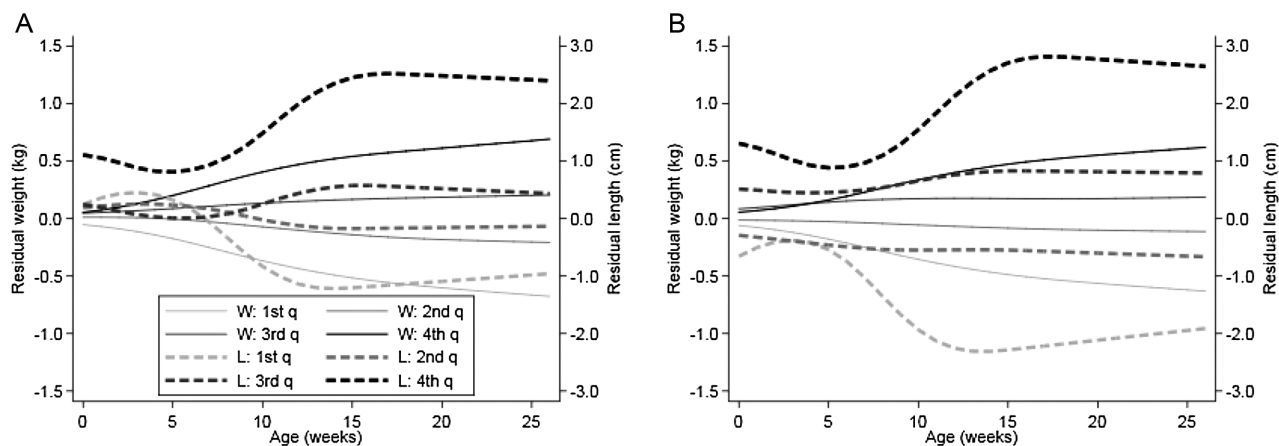 A
B
1.5
1.0
0.5
0.0
-0.5
-1.0
-1.5
Residual weight (kg)
3.0
2.0
1.0
0.0
-1.0
-2.0
-3.0
Residual length (cm)
W: 1st q
W: 2nd q
W: 3rd q
W: 4th q
L: 1st q
L: 2nd q
L: 3rd q
L: 4th q
0 5 10 15 20 25
Age (weeks)
1.5
1.0
0.5
0.0
-0.5
-1.0
-1.5
Residual weight (kg)
3.0
2.0
1.0
0.0
-1.0
-2.0
-3.0
Residual length (cm)
0 5 10 15 20 25
Age (weeks)